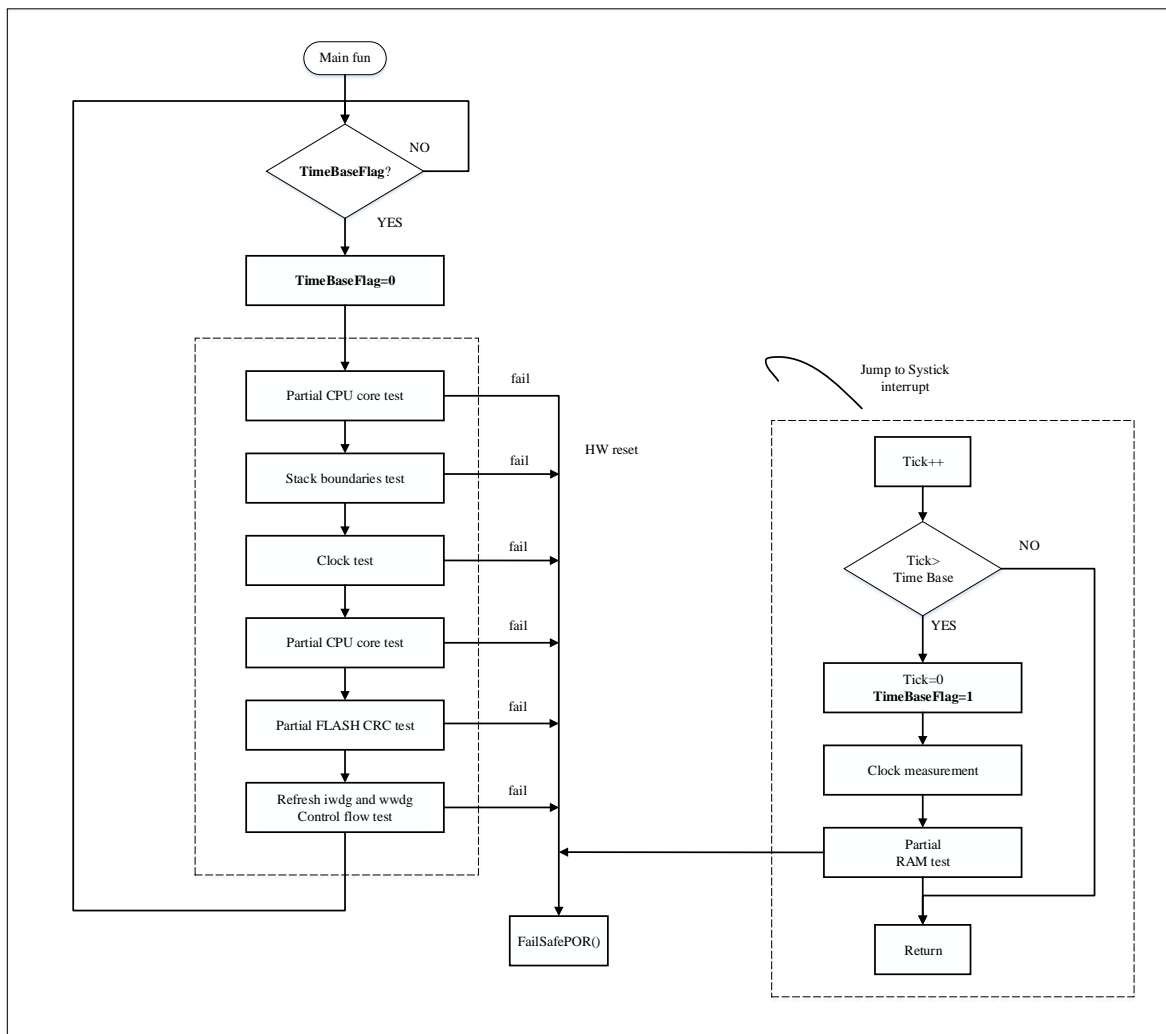 Main fun
NO
TimeBaseFlag?
YES
TimeBaseFlag=0
Partial CPU core test
fail
Stack boundaries test
fail
HW reset
Clock test
fail
Partial CPU core test
fail
Partial FLASH CRC test
fail
Refresh iwdg and wwdg
Control flow test
fail
FailSafePOR()
Jump to Systick
interrupt
Tick++
Tick>
Time Base
NO
YES
Tick=0
TimeBaseFlag=1
Clock measurement
Partial
RAM test
Return